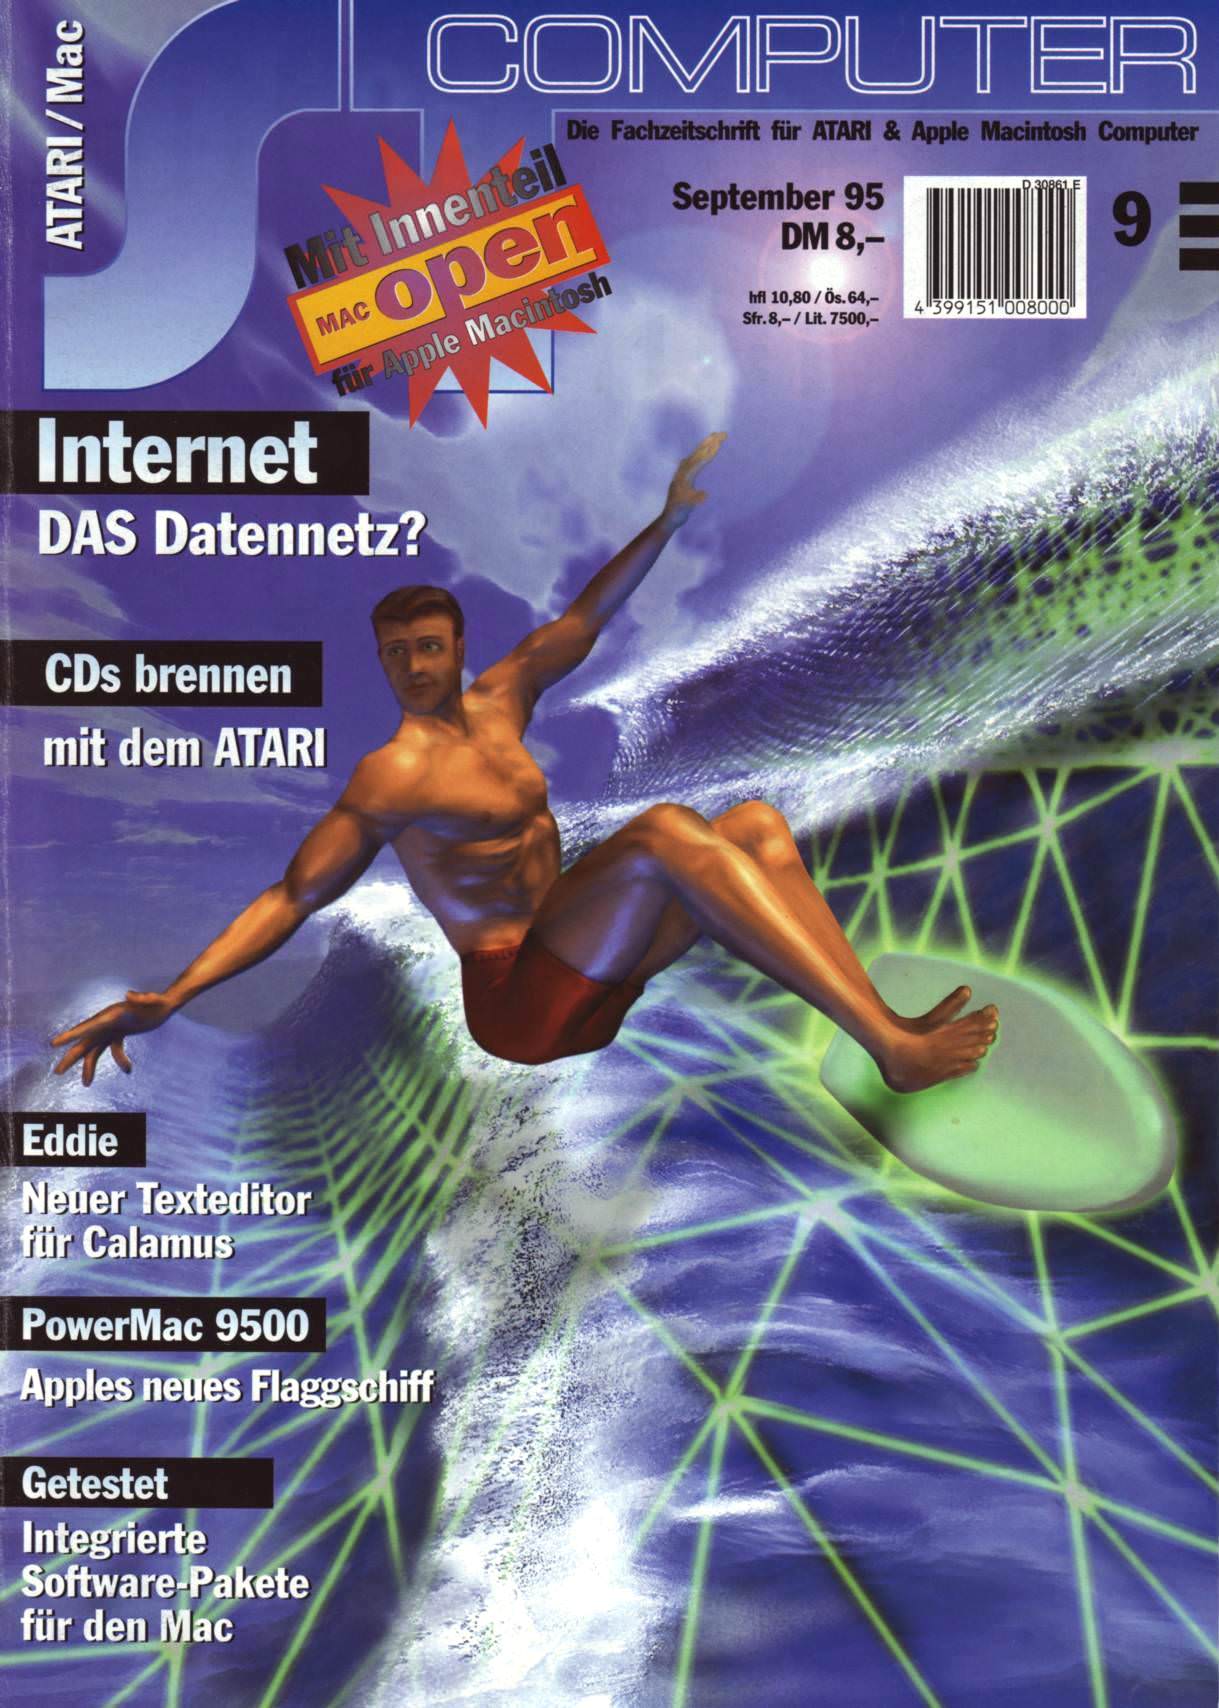 ATARI/Mac
ST COMPUTER
Die Fachzeitschrift für ATARI & Apple Macintosh Computer
Mit Innenteil
MAC open
für Apple Macintosh
September 95
DM 8,–
hfl 10,80 / Ös. 64,–
Sfr. 8,– / Lit. 7500,–
D 30861 E
4 399151 008000
9
Internet
DAS Datennetz?
CDs brennen
mit dem ATARI
Eddie
Neuer Texteditor
für Calamus
PowerMac 9500
Apples neues Flaggschiff
Getestet
Integrierte
Software-Pakete
für den Mac